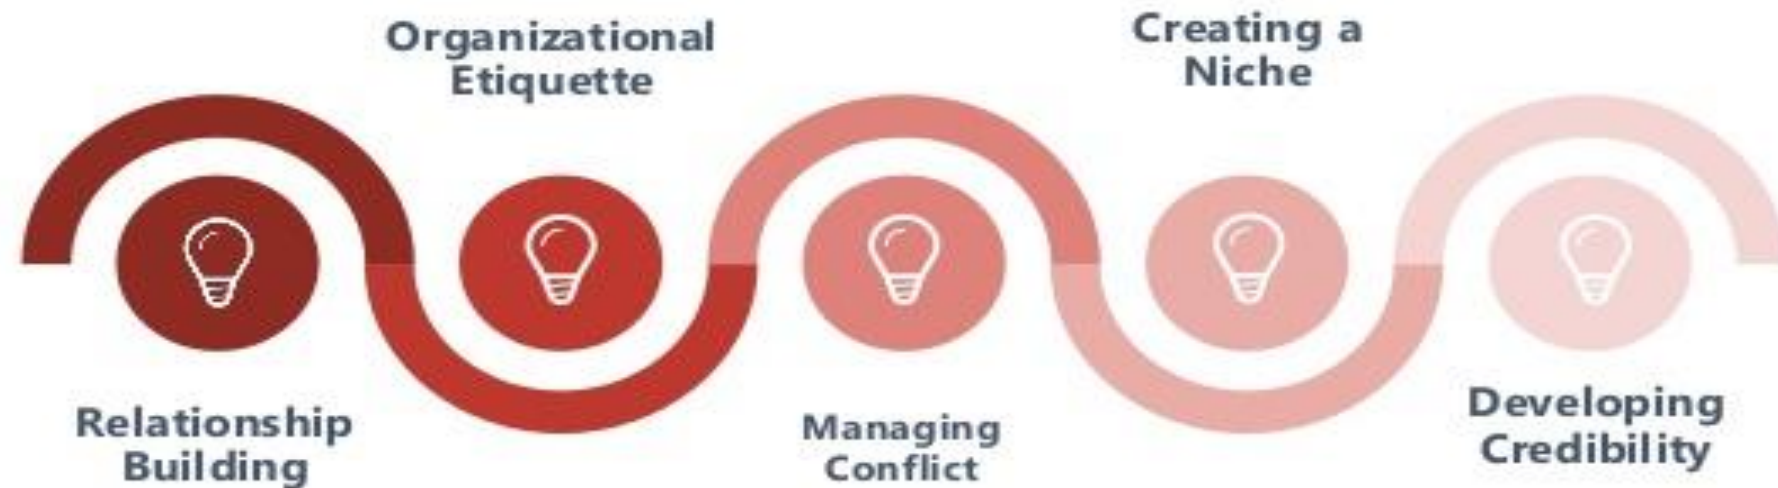 Relationship
Building
Organizational
Etiquette
Managing
Conflict
Creating a
Niche
Developing
Credibility